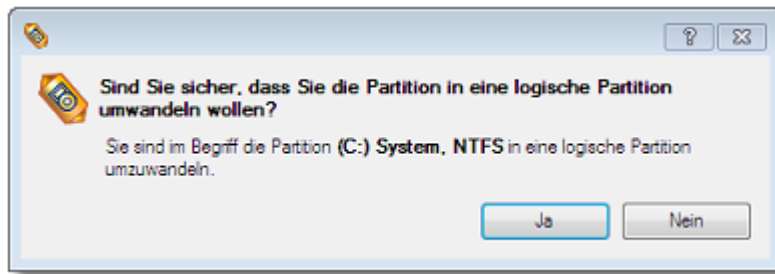 Sind Sie sicher, dass Sie die Partition in eine logische Partition
umwandeln wollen?
Sie sind im Begriff die Partition (C:) System, NTFS in eine logische Partition
umzuwandeln.
Ja Nein